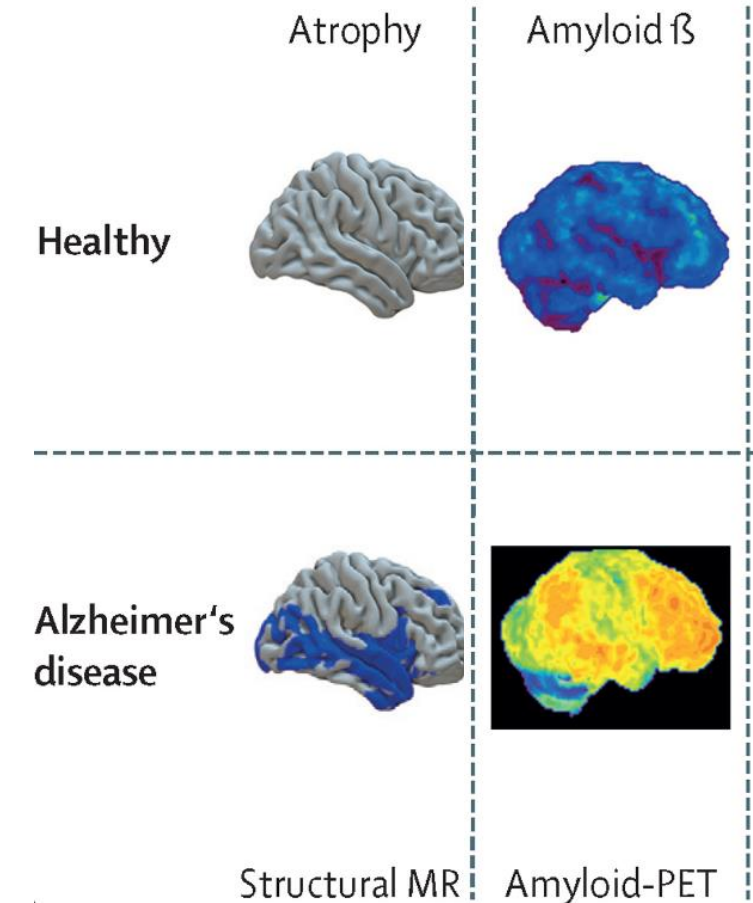 Atrophy
Amyloid ß
Healthy
Alzheimer‘s
disease
Structural MR
Amyloid-PET